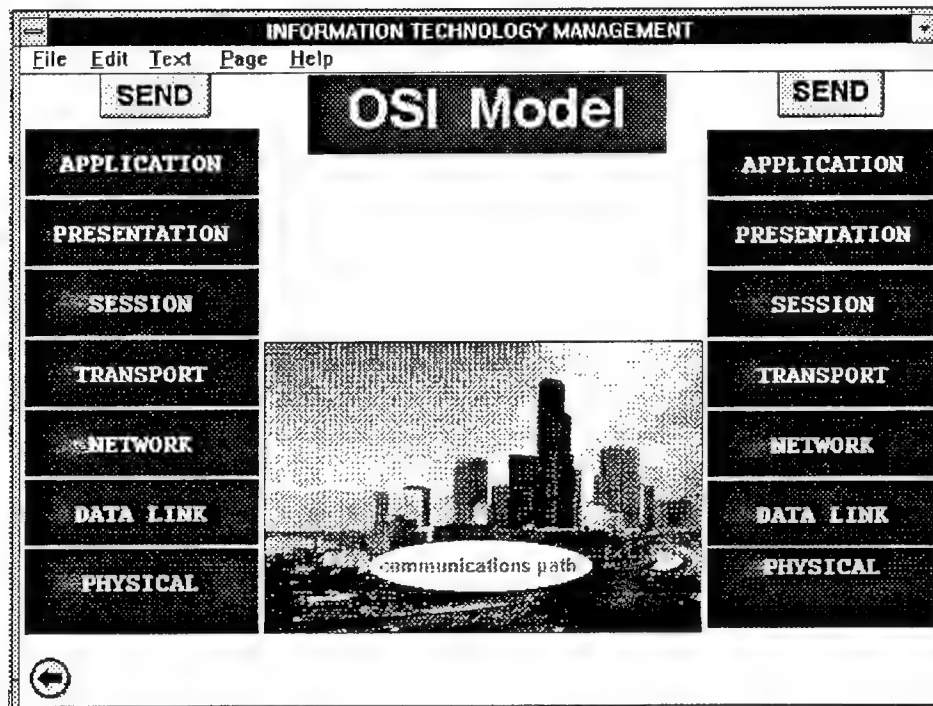 INFORMATION TECHNOLOGY MANAGEMENT
File Edit Text Page Help
SEND
OSI Model
SEND
APPLICATION
PRESENTATION
SESSION
TRANSPORT
NETWORK
DATA LINK
PHYSICAL
communications path
APPLICATION
PRESENTATION
SESSION
TRANSPORT
NETWORK
DATA LINK
PHYSICAL